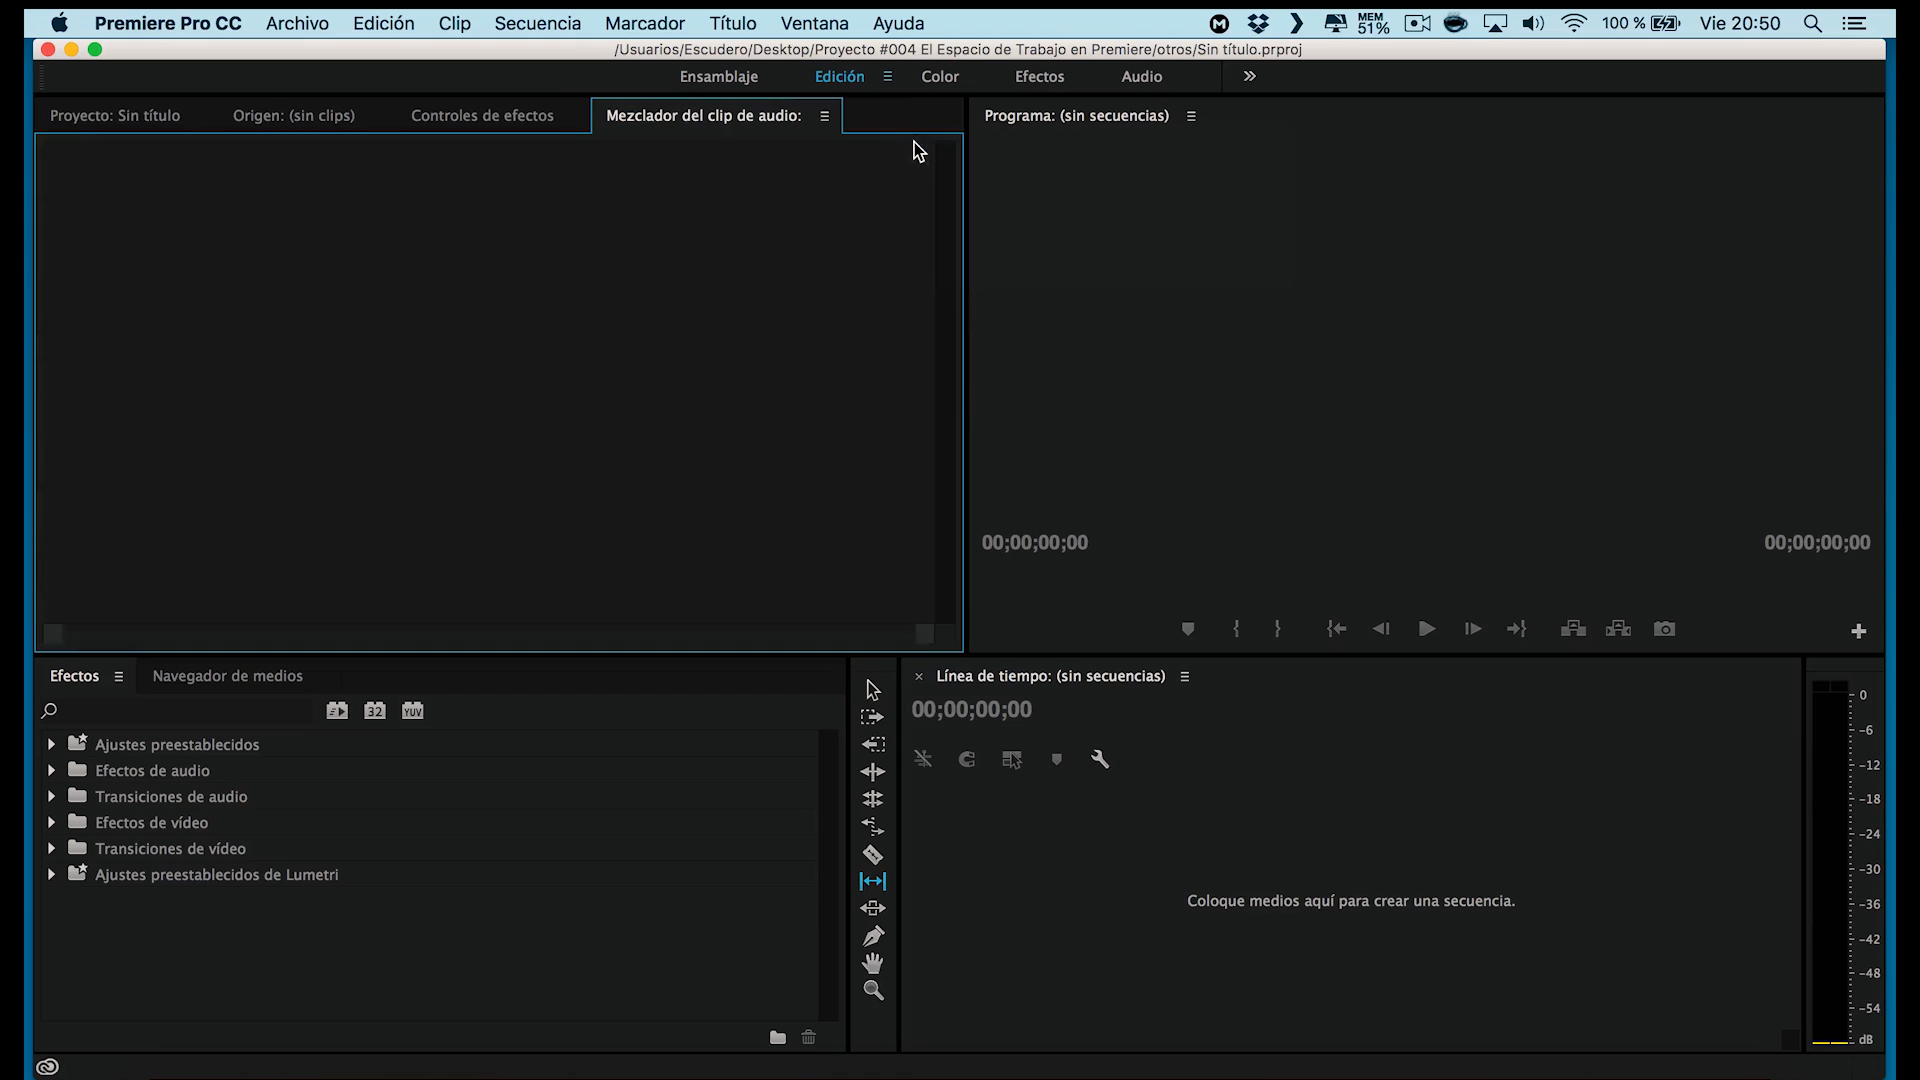 Premiere Pro CC Archivo Edición Clip Secuencia Marcador Título Ventana Ayuda MEM 51% 100 % Vie 20:50
/Usuarios/Escudero/Desktop/Proyecto #004 El Espacio de Trabajo en Premiere/otros/Sin título.prproj
Ensamblaje Edición Color Efectos Audio
Proyecto: Sin título Origen: (sin clips) Controles de efectos Mezclador del clip de audio: Programa: (sin secuencias)
00;00;00;00 00;00;00;00
Efectos Navegador de medios
32 YUV
Ajustes preestablecidos
Efectos de audio
Transiciones de audio
Efectos de vídeo
Transiciones de vídeo
Ajustes preestablecidos de Lumetri
× Línea de tiempo: (sin secuencias)
00;00;00;00
Coloque medios aquí para crear una secuencia.
0
-6
-12
-18
-24
-30
-36
-42
-48
-54
dB